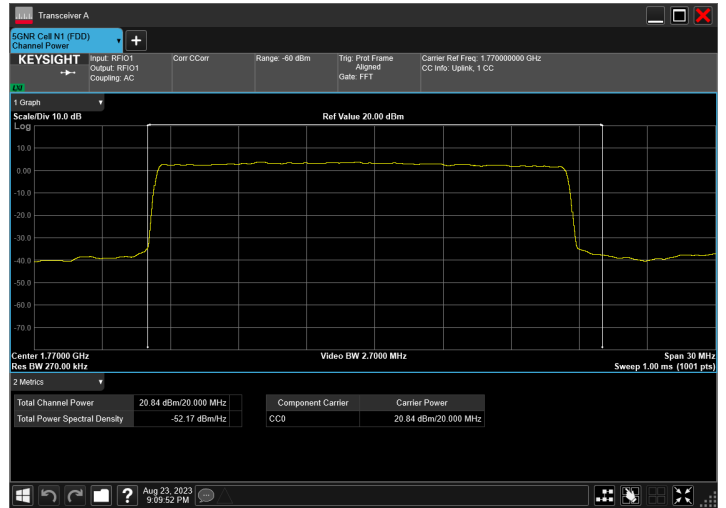 Transceiver A
5GNR Cell N1 (FDD)
Channel Power
KEYSIGHT
LXI
Input: RFIO1
Output: RFIO1
Coupling: AC
Corr CCorr
Range: -60 dBm
Trig: Prot Frame
Aligned
Gate: FFT
Carrier Ref Freq: 1.770000000 GHz
CC Info: Uplink, 1 CC
1 Graph
Scale/Div 10.0 dB
Ref Value 20.00 dBm
Log
10.0
0.00
-10.0
-20.0
-30.0
-40.0
-50.0
-60.0
-70.0
Center 1.77000 GHz
Video BW 2.7000 MHz
Span 30 MHz
Res BW 270.00 kHz
Sweep 1.00 ms (1001 pts)
2 Metrics
Total Channel Power 20.84 dBm/20.000 MHz
Total Power Spectral Density -52.17 dBm/Hz
Component Carrier Carrier Power
CC0 20.84 dBm/20.000 MHz
?
Aug 23, 2023
9:09:52 PM